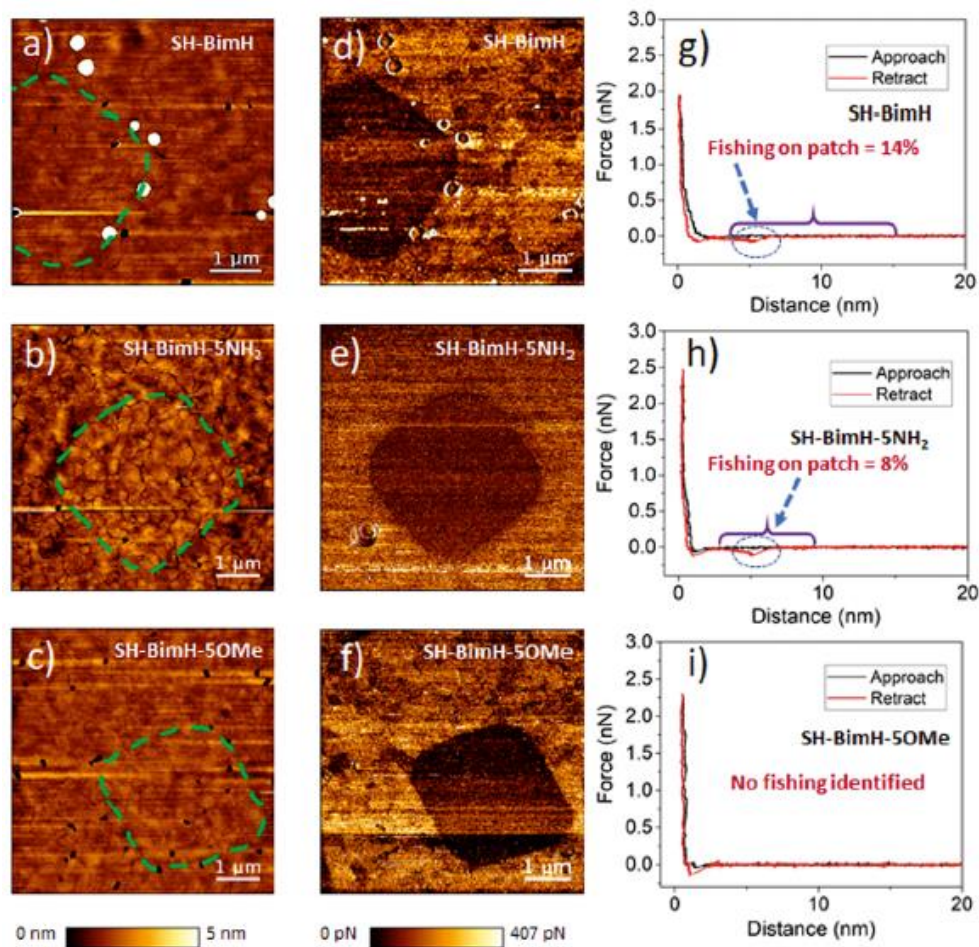 a)
SH-BimH
1 μm
d)
SH-BimH
1 μm
g)
Approach
Retract
SH-BimH
Fishing on patch = 14%
Force (nN)
3.0
2.5
2.0
1.5
1.0
0.5
0.0
0 10 20
Distance (nm)
b)
SH-BimH-5NH₂
1 μm
e)
SH-BimH-5NH₂
1 μm
h)
Approach
Retract
SH-BimH-5NH₂
Fishing on patch = 8%
Force (nN)
3.0
2.5
2.0
1.5
1.0
0.5
0.0
0 10 20
Distance (nm)
c)
SH-BimH-5OMe
1 μm
f)
SH-BimH-5OMe
1 μm
i)
Approach
Retract
SH-BimH-5OMe
No fishing identified
Force (nN)
3.0
2.5
2.0
1.5
1.0
0.5
0.0
0 10 20
Distance (nm)
0 nm 5 nm
0 pN 407 pN